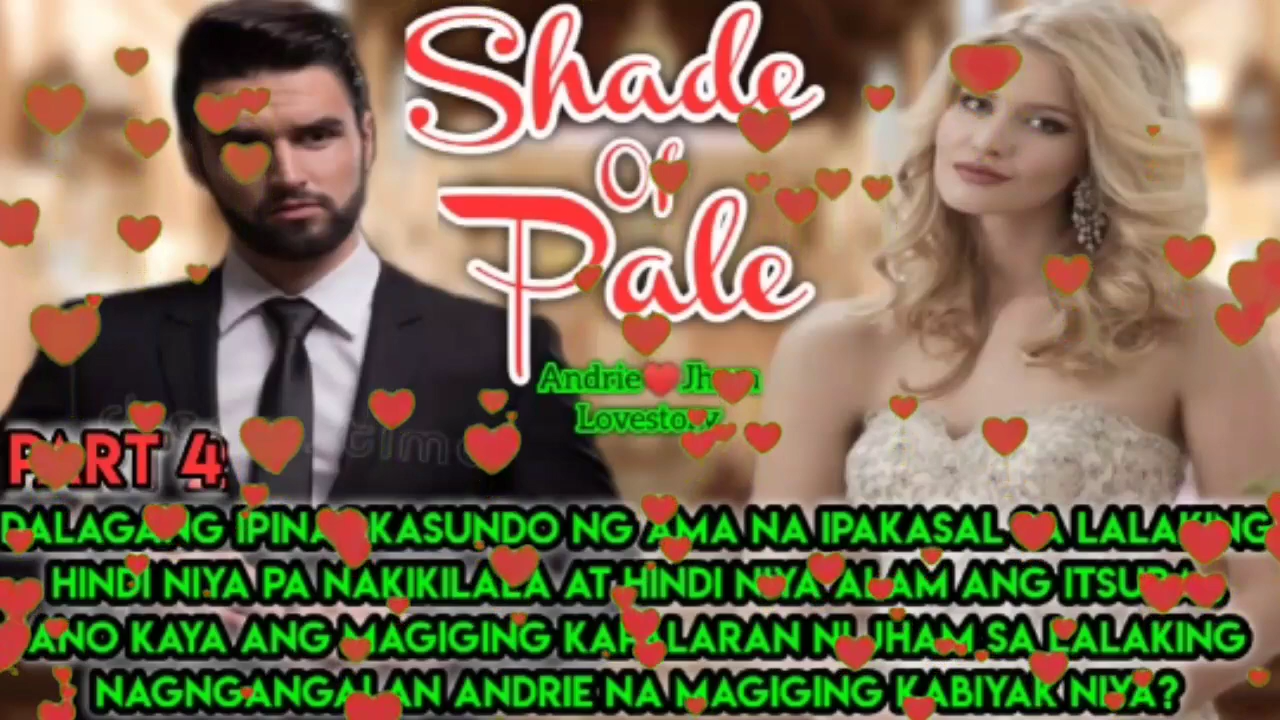 Shade
Of
Pale
Andrie Jham
Lovestory
PART 4
DALAGANG IPINAGKASUNDO NG AMA NA IPAKASAL SA LALAKING
HINDI NIYA PA NAKIKILALA AT HINDI NIYA ALAM ANG ITSURA
ANO KAYA ANG MAGIGING KAPALARAN NI JHAM SA LALAKING
NAGNGANGALAN ANDRIE NA MAGIGING KABIYAK NIYA?